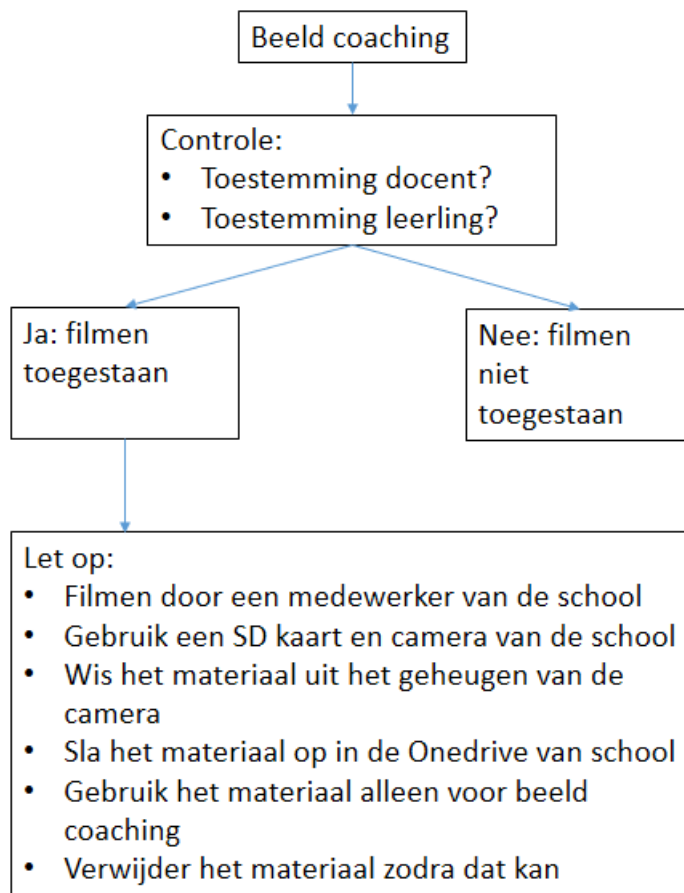 Beeld coaching
Controle:
• Toestemming docent?
• Toestemming leerling?
Ja: filmen
toegestaan
Nee: filmen
niet
toegestaan
Let op:
• Filmen door een medewerker van de school
• Gebruik een SD kaart en camera van de school
• Wis het materiaal uit het geheugen van de
camera
• Sla het materiaal op in de Onedrive van school
• Gebruik het materiaal alleen voor beeld
coaching
• Verwijder het materiaal zodra dat kan